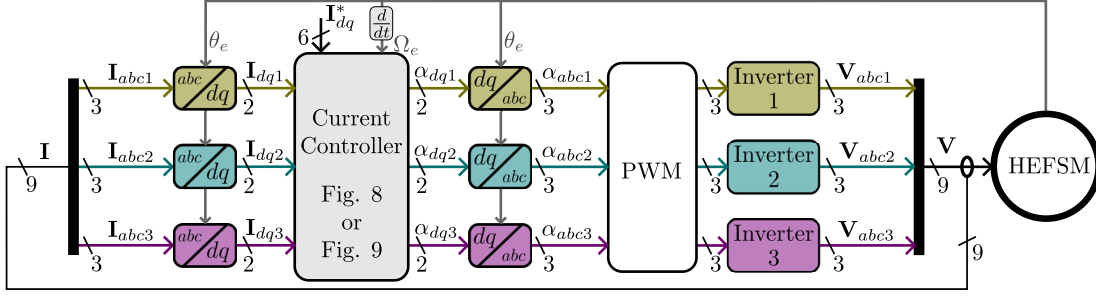 I*dq
6
d/dt
Ωe
θe
θe
Iabc1
3
abc
dq
Idq1
2
αdq1
2
dq
abc
αabc1
3
3
Inverter
1
Vabc1
3
I
9
Iabc2
3
abc
dq
Idq2
2
Current
Controller
Fig. 8
or
Fig. 9
αdq2
2
dq
abc
αabc2
3
PWM
3
Inverter
2
Vabc2
3
V
9
HEFSM
Iabc3
3
abc
dq
Idq3
2
αdq3
2
dq
abc
αabc3
3
3
Inverter
3
Vabc3
3
9